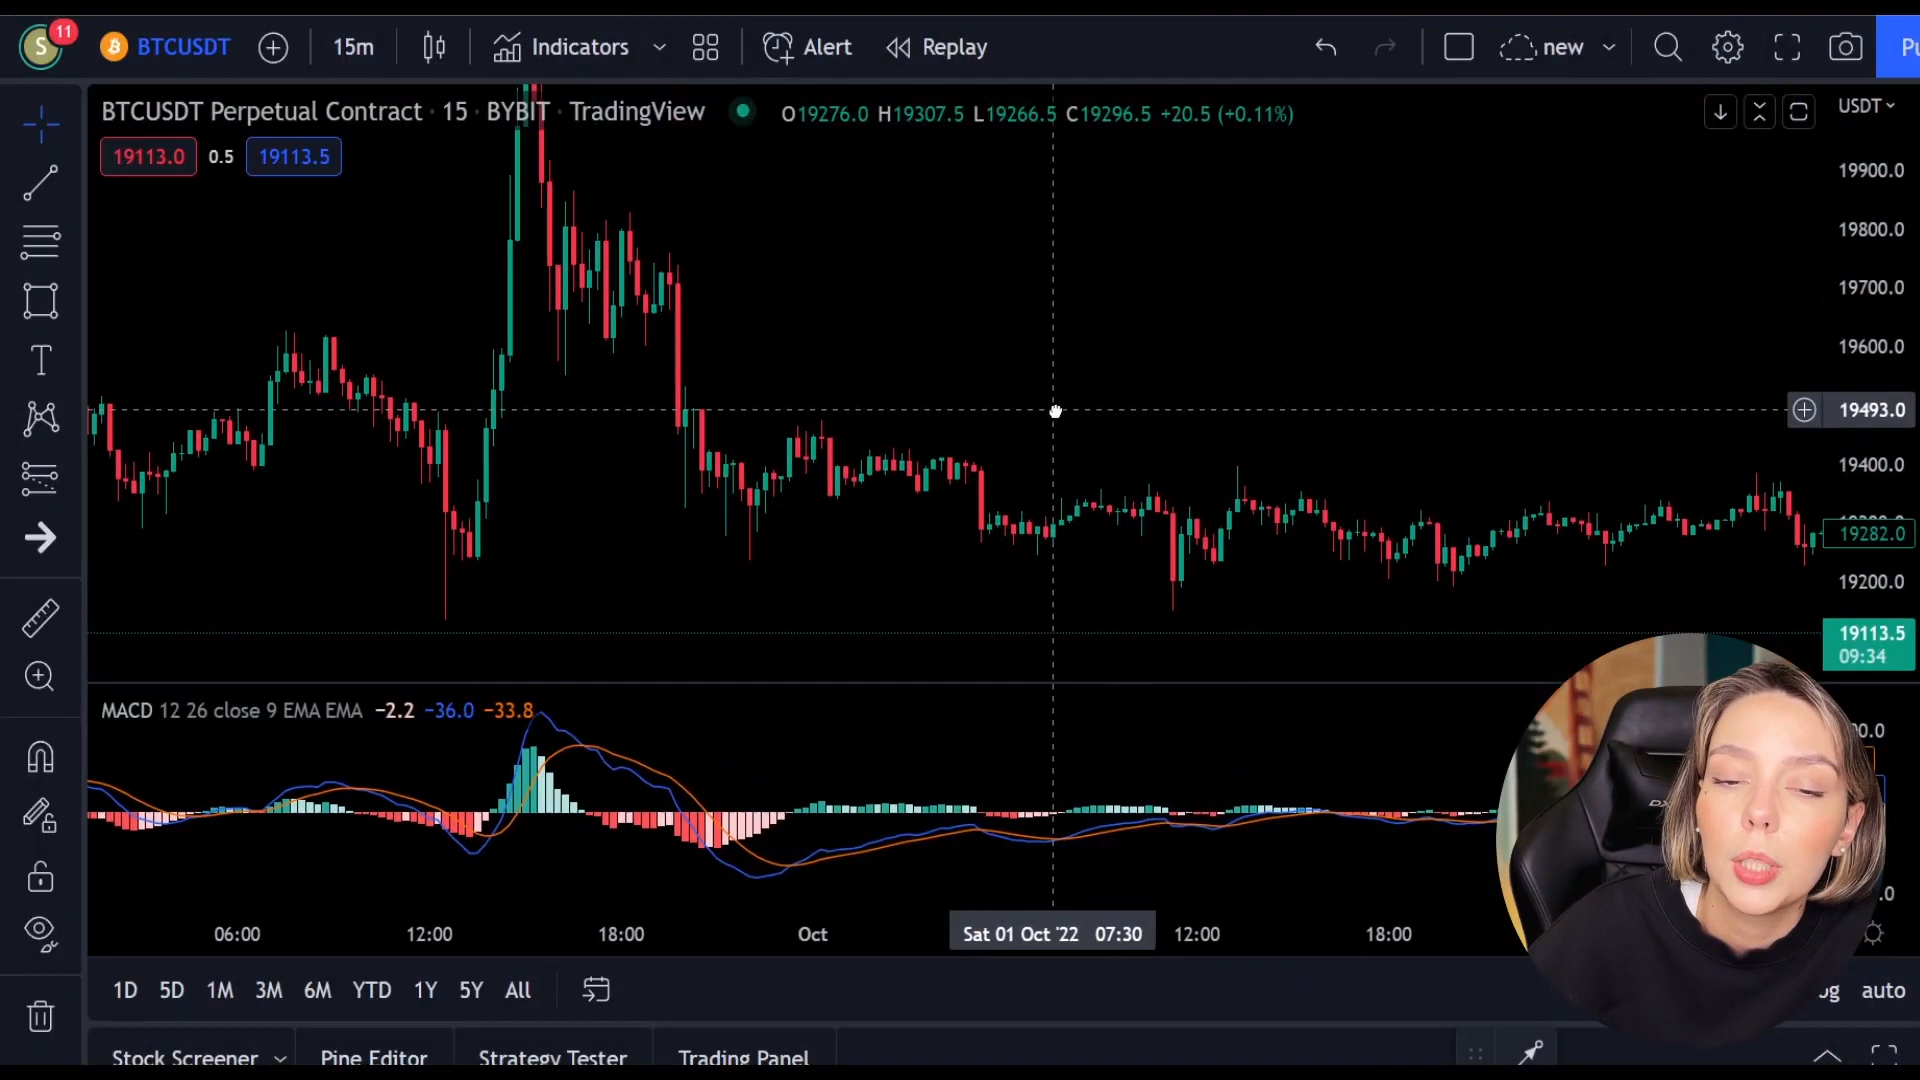 S 11 BTCUSDT 15m Indicators Alert Replay new
BTCUSDT Perpetual Contract · 15 · BYBIT · TradingView O19276.0 H19307.5 L19266.5 C19296.5 +20.5 (+0.11%) USDT
19113.0 0.5 19113.5
19900.0
19800.0
19700.0
19600.0
19493.0
19400.0
19282.0
19200.0
19113.5
09:34
MACD 12 26 close 9 EMA EMA −2.2 −36.0 −33.8
06:00 12:00 18:00 Oct Sat 01 Oct '22 07:30 12:00 18:00
1D 5D 1M 3M 6M YTD 1Y 5Y All auto
Stock Screener Pine Editor Strategy Tester Trading Panel